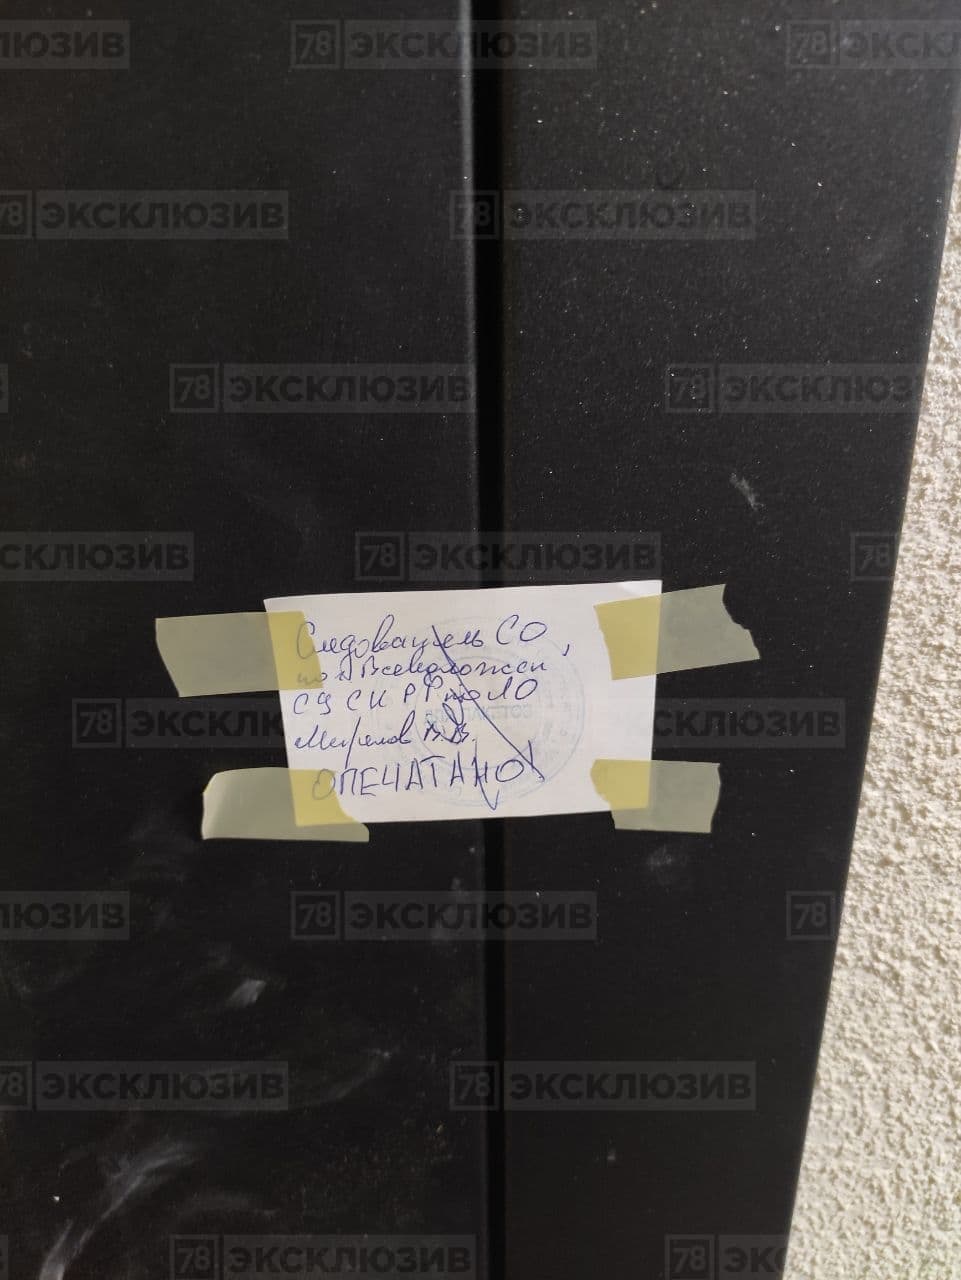 Следователь СО
по г. Всеволожск
СУ СК РФ по ЛО
В.В.
ОПЕЧАТАНО
78 ЭКСКЛЮЗИВ